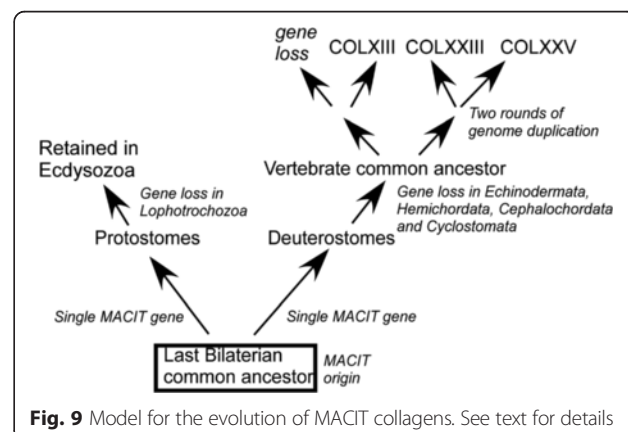 gene
loss
COLXIII
COLXXIII
COLXXV
Two rounds of
genome duplication
Retained in
Ecdysozoa
Vertebrate common ancestor
Gene loss in
Lophotrochozoa
Gene loss in Echinodermata,
Hemichordata, Cephalochordata
and Cyclostomata
Protostomes
Deuterostomes
Single MACIT gene
Single MACIT gene
Last Bilaterian
common ancestor
MACIT
origin
Fig. 9 Model for the evolution of MACIT collagens. See text for details